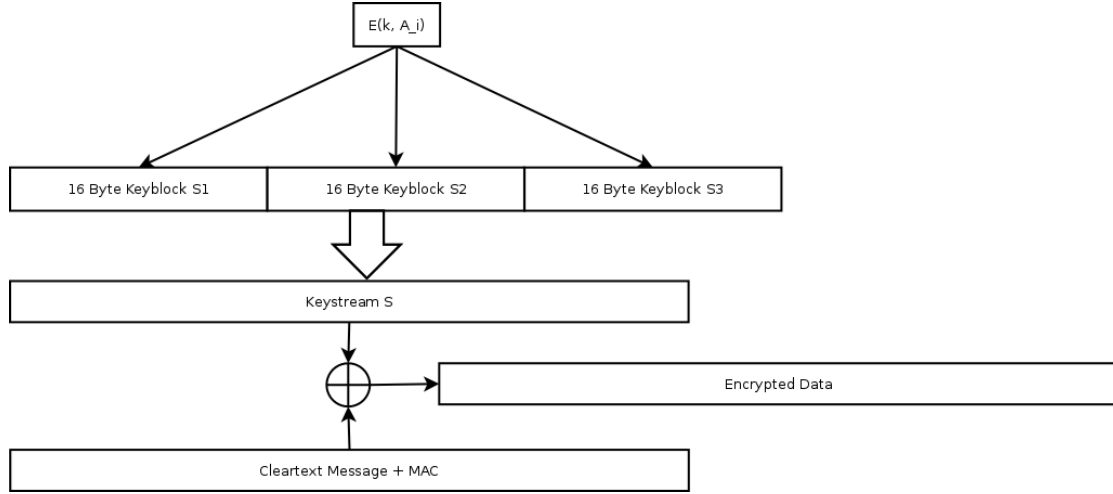 E(k, A_i)
16 Byte Keyblock S1
16 Byte Keyblock S2
16 Byte Keyblock S3
Keystream S
Encrypted Data
Cleartext Message + MAC